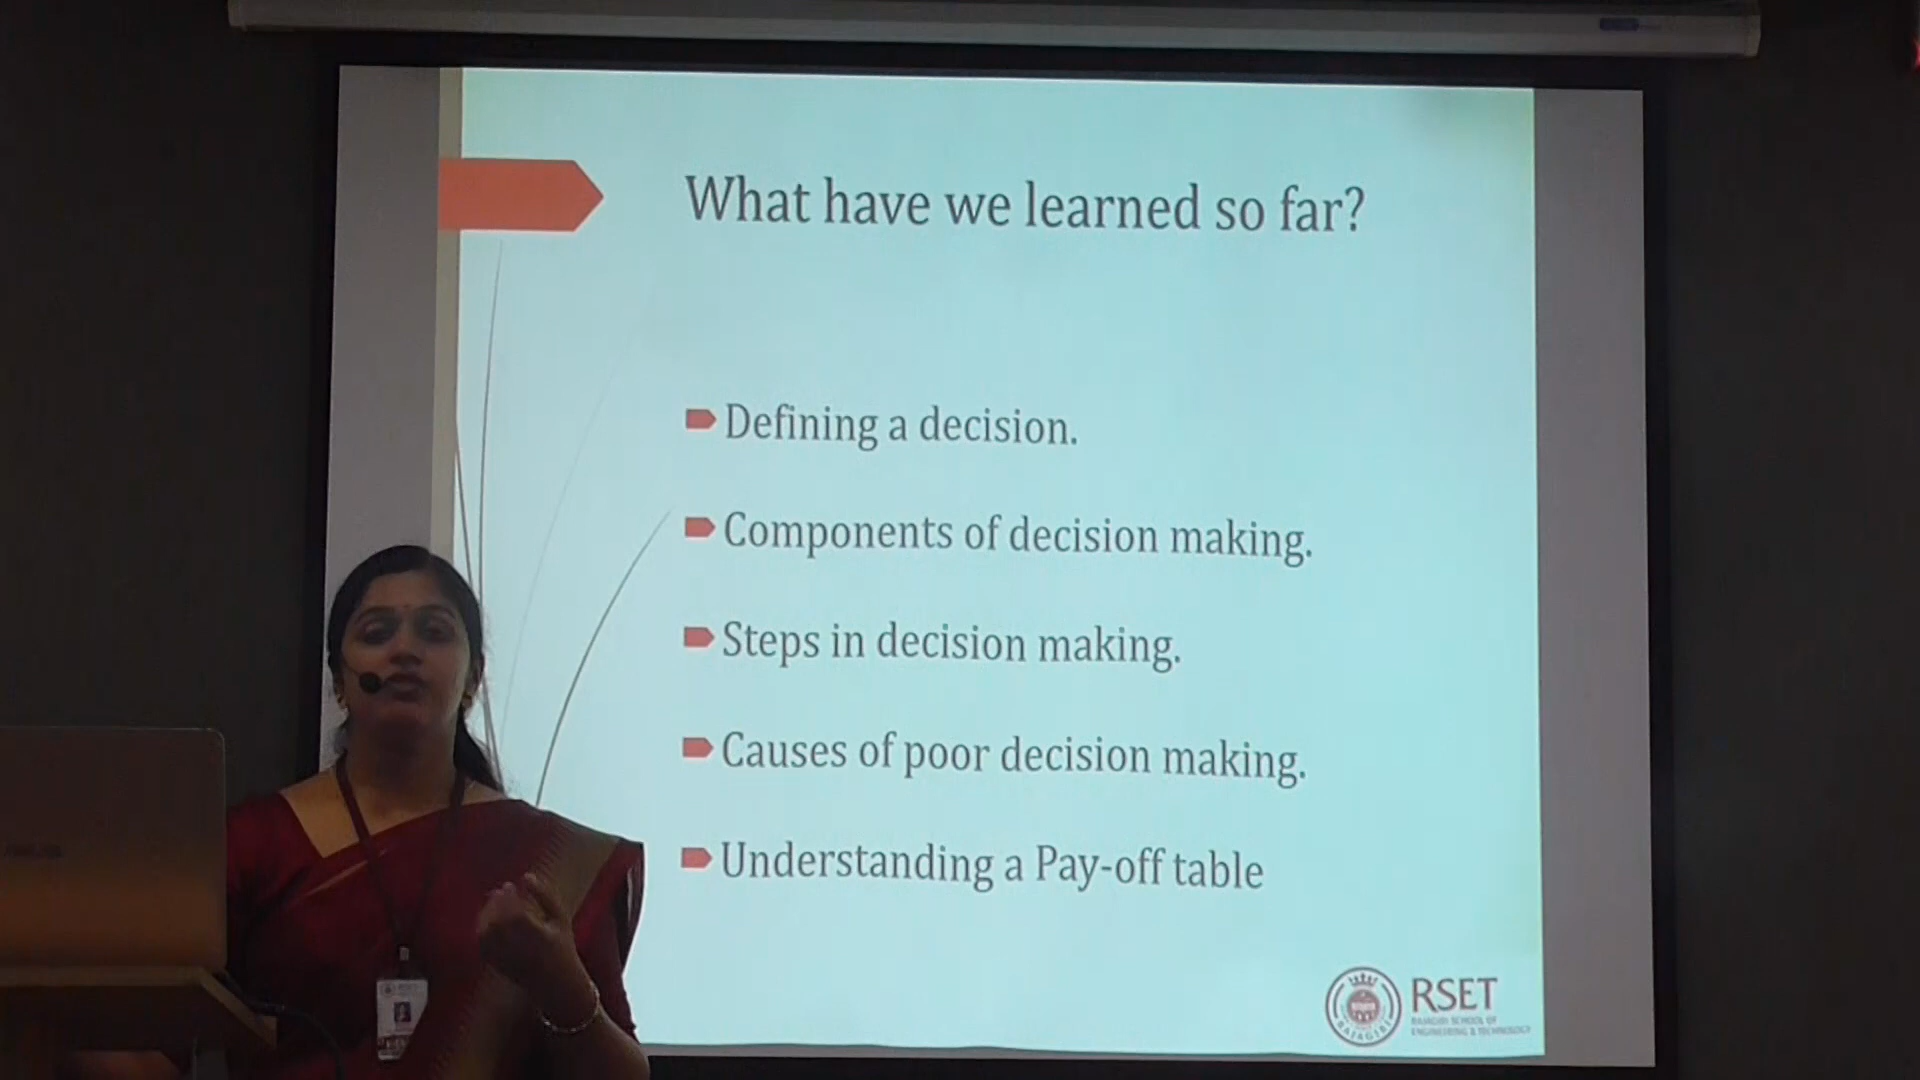 What have we learned so far?
Defining a decision.
Components of decision making.
Steps in decision making.
Causes of poor decision making.
Understanding a Pay-off table
RSET
RAJAGIRI SCHOOL OF
ENGINEERING & TECHNOLOGY
RAJAGIRI